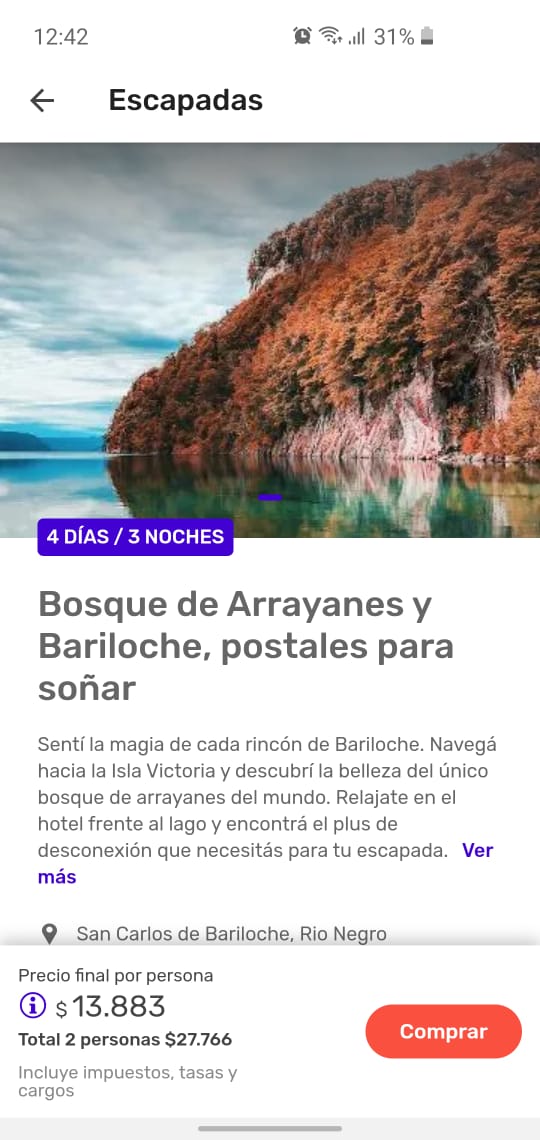 12:42
31%
Escapadas
4 DÍAS / 3 NOCHES
Bosque de Arrayanes y
Bariloche, postales para
soñar
Sentí la magia de cada rincón de Bariloche. Navegá
hacia la Isla Victoria y descubrí la belleza del único
bosque de arrayanes del mundo. Relajate en el
hotel frente al lago y encontrá el plus de
desconexión que necesitás para tu escapada. Ver
más
San Carlos de Bariloche, Rio Negro
Precio final por persona
$ 13.883
Total 2 personas $27.766
Incluye impuestos, tasas y
cargos
Comprar